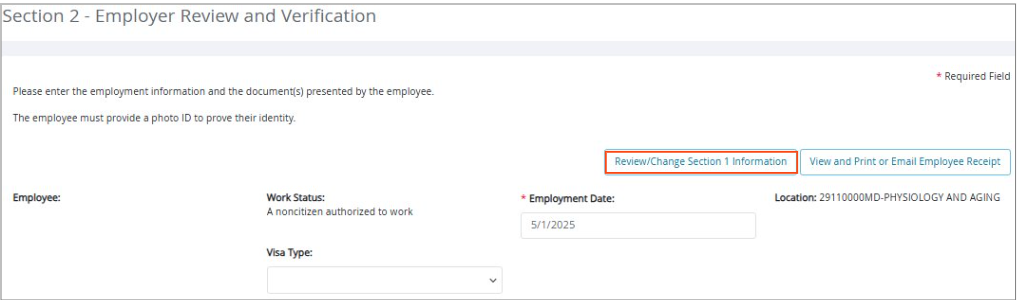 Section 2 - Employer Review and Verification
* Required Field
Please enter the employment information and the document(s) presented by the employee.
The employee must provide a photo ID to prove their identity.
Review/Change Section 1 Information
View and Print or Email Employee Receipt
Employee:
Work Status:
A noncitizen authorized to work
* Employment Date:
5/1/2025
Location: 29110000MD-PHYSIOLOGY AND AGING
Visa Type: